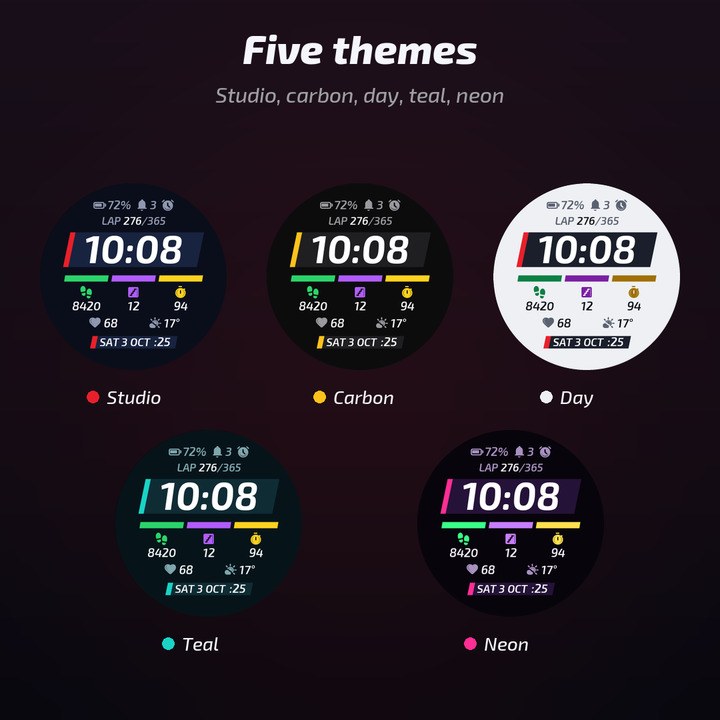 Five themes
Studio, carbon, day, teal, neon
72% 3
LAP 276/365
10:08
8420 12 94
68 17°
SAT 3 OCT :25
Studio
72% 3
LAP 276/365
10:08
8420 12 94
68 17°
SAT 3 OCT :25
Carbon
72% 3
LAP 276/365
10:08
8420 12 94
68 17°
SAT 3 OCT :25
Day
72% 3
LAP 276/365
10:08
8420 12 94
68 17°
SAT 3 OCT :25
Teal
72% 3
LAP 276/365
10:08
8420 12 94
68 17°
SAT 3 OCT :25
Neon